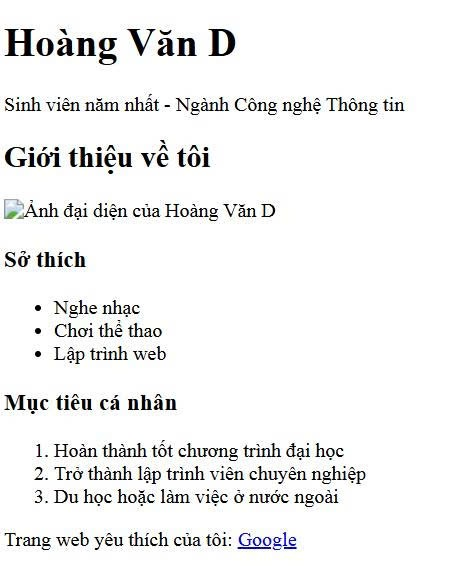 Hoàng Văn D
Sinh viên năm nhất - Ngành Công nghệ Thông tin
Giới thiệu về tôi
Ảnh đại diện của Hoàng Văn D
Sở thích
• Nghe nhạc
• Chơi thể thao
• Lập trình web
Mục tiêu cá nhân
1. Hoàn thành tốt chương trình đại học
2. Trở thành lập trình viên chuyên nghiệp
3. Du học hoặc làm việc ở nước ngoài
Trang web yêu thích của tôi: Google